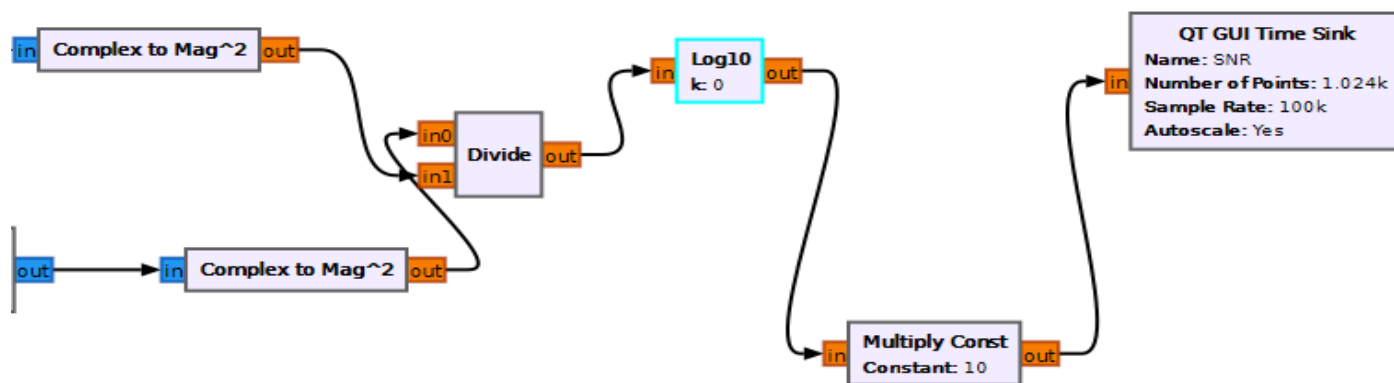 in
Complex to Mag^2
out
in0
in1
Divide
out
in
Log10
k: 0
out
in
QT GUI Time Sink
Name: SNR
Number of Points: 1.024k
Sample Rate: 100k
Autoscale: Yes
out
in
Complex to Mag^2
out
in
Multiply Const
Constant: 10
out